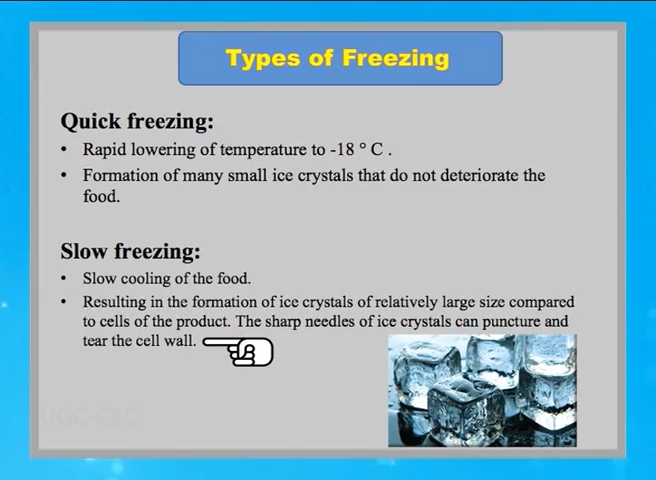 Types of Freezing
Quick freezing:
• Rapid lowering of temperature to -18 ° C .
• Formation of many small ice crystals that do not deteriorate the
food.
Slow freezing:
• Slow cooling of the food.
• Resulting in the formation of ice crystals of relatively large size compared
to cells of the product. The sharp needles of ice crystals can puncture and
tear the cell wall.
UGC-CEC